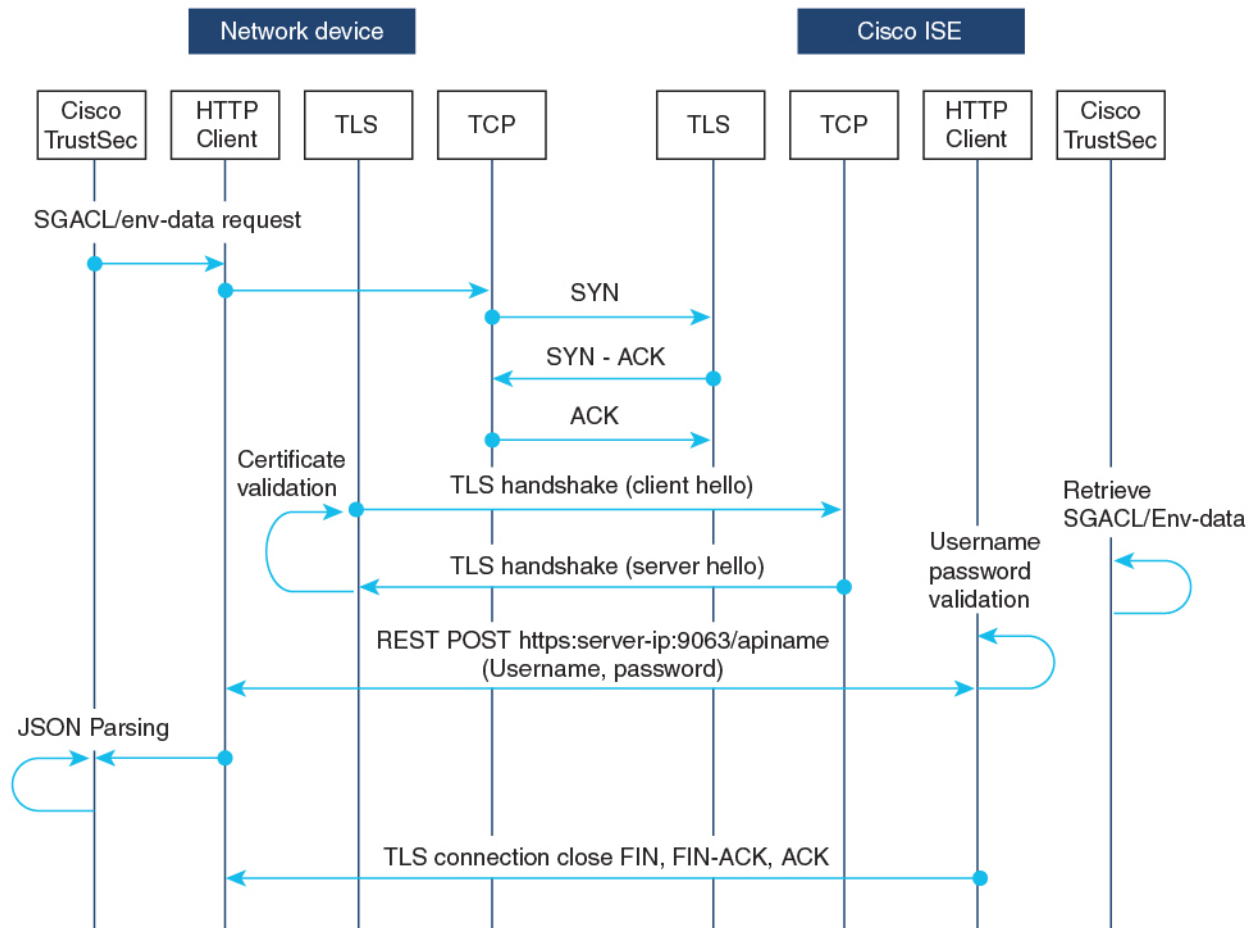 Network device
Cisco ISE
Cisco
TrustSec
HTTP
Client
TLS
TCP
TLS
TCP
HTTP
Client
Cisco
TrustSec
SGACL/env-data request
SYN
SYN - ACK
ACK
Certificate
validation
TLS handshake (client hello)
Retrieve
SGACL/Env-data
Username
password
validation
TLS handshake (server hello)
REST POST https:server-ip:9063/apiname
(Username, password)
JSON Parsing
TLS connection close FIN, FIN-ACK, ACK